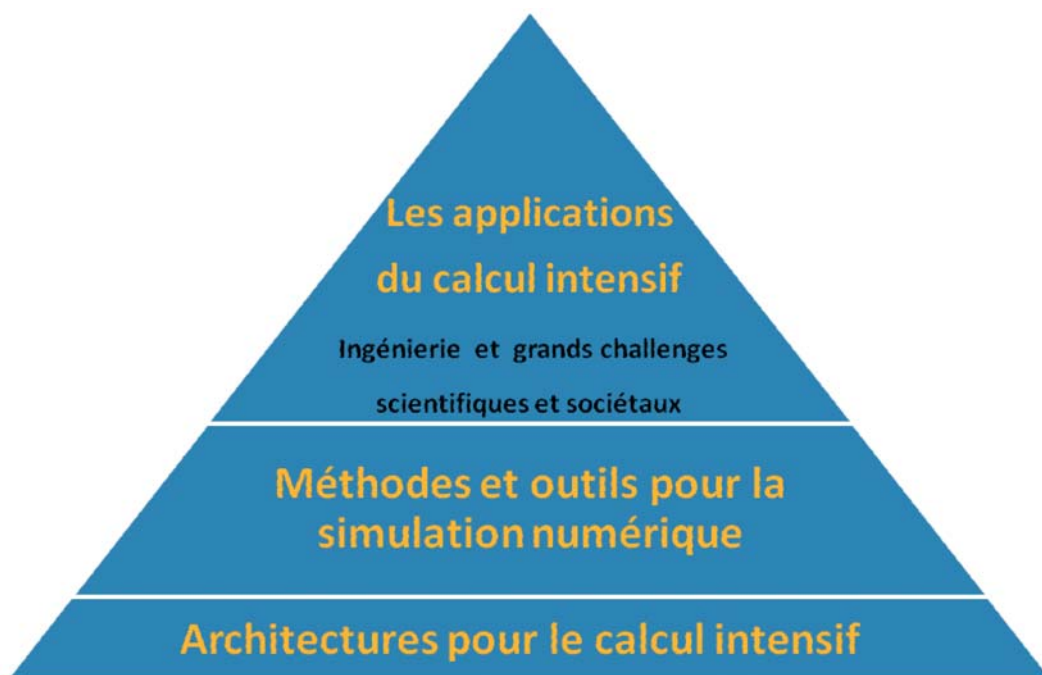 Les applications
du calcul intensif
Ingénierie et grands challenges
scientifiques et sociétaux
Méthodes et outils pour la
simulation numérique
Architectures pour le calcul intensif